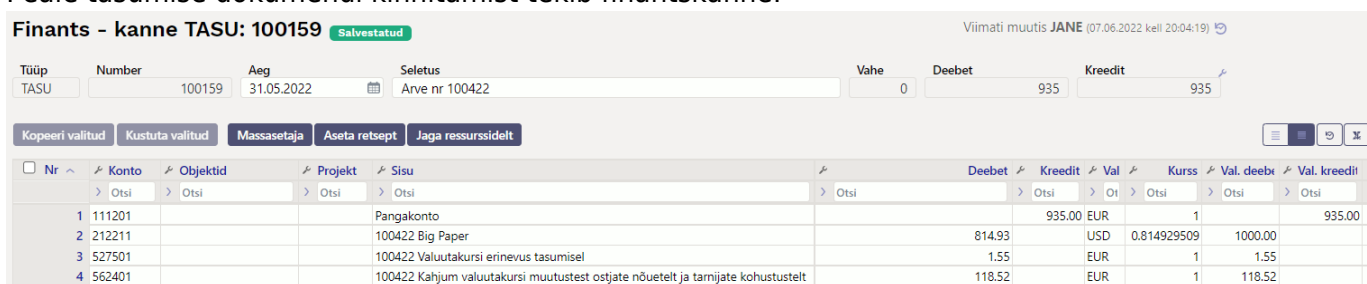 Finants - kanne TASU: 100159 Salvestatud Viimati muutis JANE (07.06.2022 kell 20:04:19)
Tüüp Number Aeg Seletus Vahe Deebet Kreedit
TASU 100159 31.05.2022 Arve nr 100422 0 935 935
Kopeeri valitud Kustuta valitud Massasetaja Aseta retsept Jaga ressurssidelt
Nr Konto Objektid Projekt Sisu Deebet Kreedit Val Kurss Val. deebe Val. kreedit
> Otsi > Otsi > Otsi > Otsi > Otsi > Otsi > Ot > Otsi > Otsi > Otsi
1 111201 Pangakonto 935.00 EUR 1 935.00
2 212211 100422 Big Paper 814.93 USD 0.814929509 1000.00
3 527501 100422 Valuutakursi erinevus tasumisel 1.55 EUR 1 1.55
4 562401 100422 Kahjum valuutakursi muutustest ostjate nõuetelt ja tarnijate kohustustelt 118.52 EUR 1 118.52